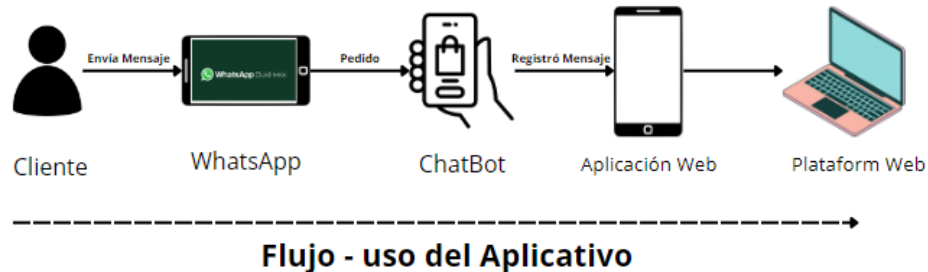 Envía Mensaje
Pedido
Registró Mensaje
WhatsApp Business
Cliente
WhatsApp
ChatBot
Aplicación Web
Plataform Web
Flujo - uso del Aplicativo